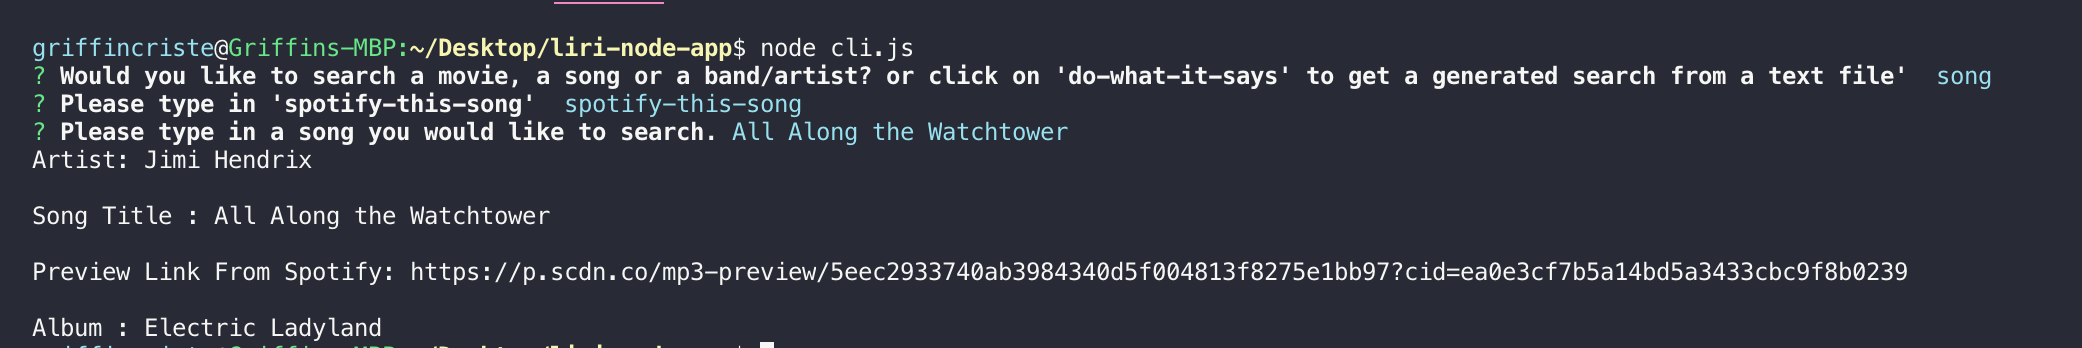 griffincriste@Griffins-MBP:~/Desktop/liri-node-app$ node cli.js
? Would you like to search a movie, a song or a band/artist? or click on 'do-what-it-says' to get a generated search from a text file'  song
? Please type in 'spotify-this-song'  spotify-this-song
? Please type in a song you would like to search. All Along the Watchtower
Artist: Jimi Hendrix
Song Title : All Along the Watchtower
Preview Link From Spotify: https://p.scdn.co/mp3-preview/5eec2933740ab3984340d5f004813f8275e1bb97?cid=ea0e3cf7b5a14bd5a3433cbc9f8b0239
Album : Electric Ladyland